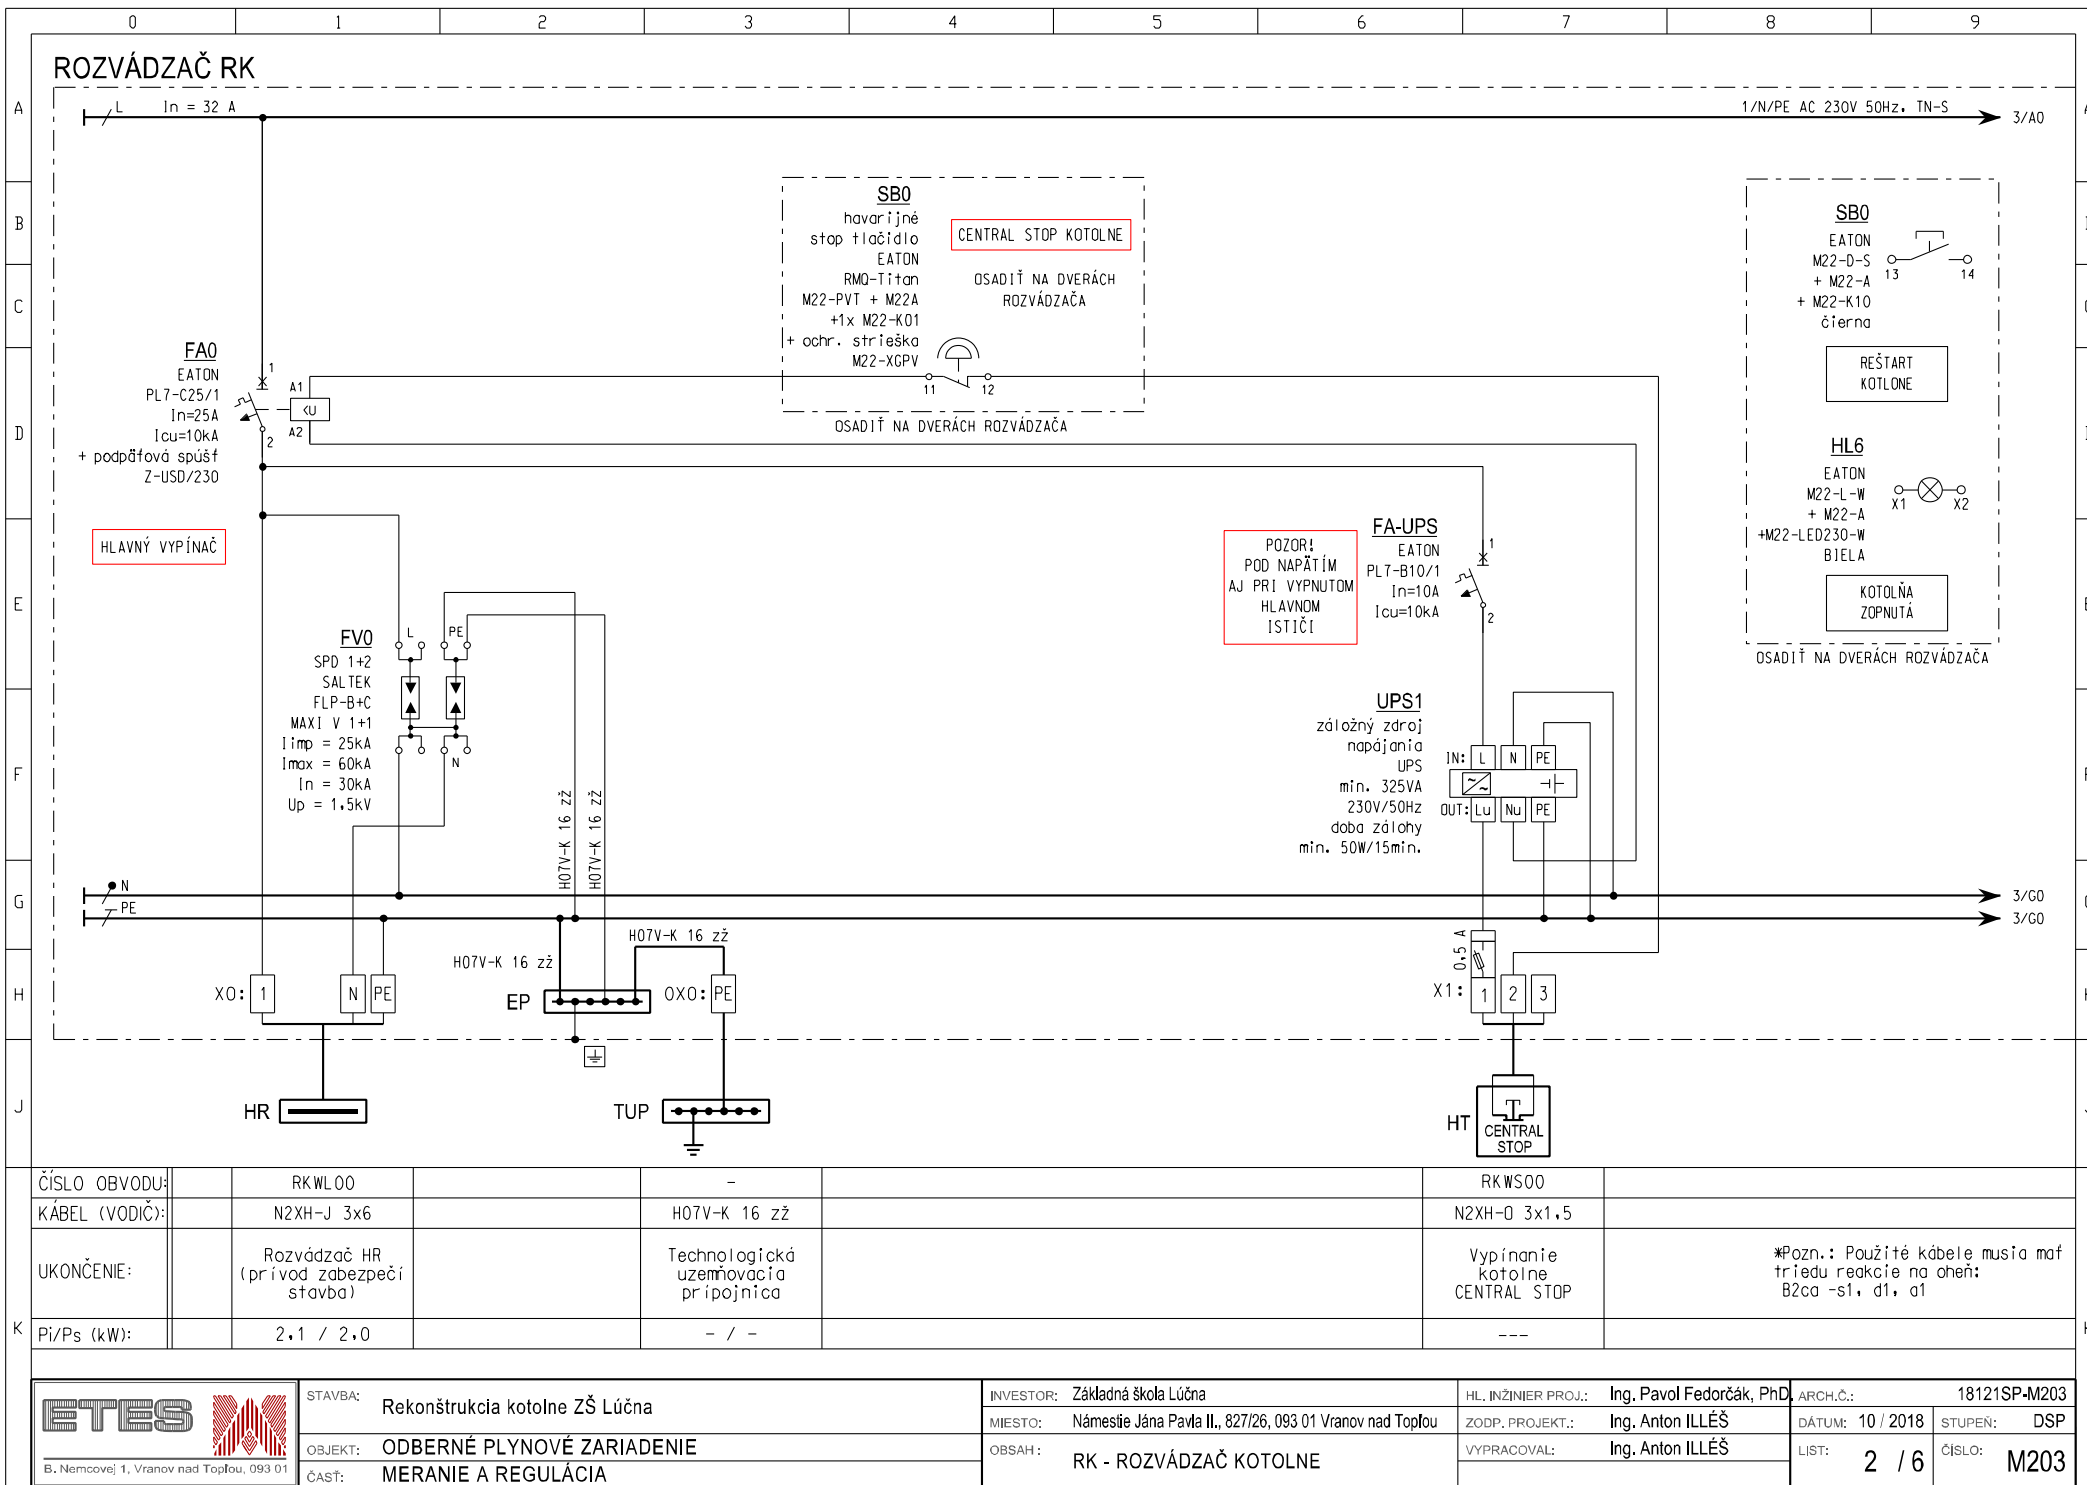 0 1 2 3 4 5 6 7 8 9
ROZVÁDZAČ RK
A
B
C
D
E
F
G
H
J
K
L
In = 32 A
1/N/PE AC 230V 50Hz, TN-S
3/A0
SB0
havarijné
stop tlačidlo
EATON
RMQ-Titan
M22-PVT + M22A
+1x M22-K01
+ ochr. strieška
M22-XGPV
CENTRAL STOP KOTOLNE
OSADIŤ NA DVERÁCH
ROZVÁDZAČA
11
12
OSADIŤ NA DVERÁCH ROZVÁDZAČA
SB0
EATON
M22-D-S
+ M22-A
+ M22-K10
čierna
13
14
REŠTART
KOTLONE
HL6
EATON
M22-L-W
+ M22-A
+M22-LED230-W
BIELA
X1
X2
KOTOLŇA
ZOPNUTÁ
OSADIŤ NA DVERÁCH ROZVÁDZAČA
FA0
EATON
PL7-C25/1
In=25A
Icu=10kA
+ podpäťová spúšť
Z-USD/230
1
2
A1
<U
A2
HLAVNÝ VYPÍNAČ
FV0
SPD 1+2
SALTEK
FLP-B+C
MAXI V 1+1
Iimp = 25kA
Imax = 60kA
In = 30kA
Up = 1,5kV
L
PE
N
H07V-K 16 zž
H07V-K 16 zž
POZOR!
POD NAPÄTÍM
AJ PRI VYPNUTOM
HLAVNOM
ISTIČI
FA-UPS
EATON
PL7-B10/1
In=10A
Icu=10kA
1
2
UPS1
záložný zdroj
napájania
UPS
min. 325VA
230V/50Hz
doba zálohy
min. 50W/15min.
IN: L N PE
OUT: Lu Nu PE
N
3/G0
PE
3/G0
H07V-K 16 zž
H07V-K 16 zž
0,5 A
X0: 1 N PE
EP
0X0: PE
X1: 1 2 3
HR
TUP
HT
CENTRAL
STOP
ČÍSLO OBVODU: RKWL00 - RKWS00
KÁBEL (VODIČ): N2XH-J 3x6 H07V-K 16 zž N2XH-O 3x1,5
UKONČENIE:
Rozvádzač HR
(prívod zabezpečí
stavba)
Technologická
uzemňovacia
prípojnica
Vypínanie
kotolne
CENTRAL STOP
*Pozn.: Použité kábele musia mať
triedu reakcie na oheň:
B2ca -s1, d1, a1
Pi/Ps (kW): 2,1 / 2,0 - / - ---
ETES
B. Nemcovej 1, Vranov nad Topľou, 093 01
STAVBA: Rekonštrukcia kotolne ZŠ Lúčna
OBJEKT: ODBERNÉ PLYNOVÉ ZARIADENIE
ČASŤ: MERANIE A REGULÁCIA
INVESTOR: Základná škola Lúčna
MIESTO: Námestie Jána Pavla II., 827/26, 093 01 Vranov nad Topľou
OBSAH: RK - ROZVÁDZAČ KOTOLNE
HL. INŽINIER PROJ.: Ing. Pavol Fedorčák, PhD.
ZODP. PROJEKT.: Ing. Anton ILLÉŠ
VYPRACOVAL: Ing. Anton ILLÉŠ
ARCH.Č.: 18121SP-M203
DÁTUM: 10 / 2018 STUPEŇ: DSP
LIST: 2 / 6 ČÍSLO: M203